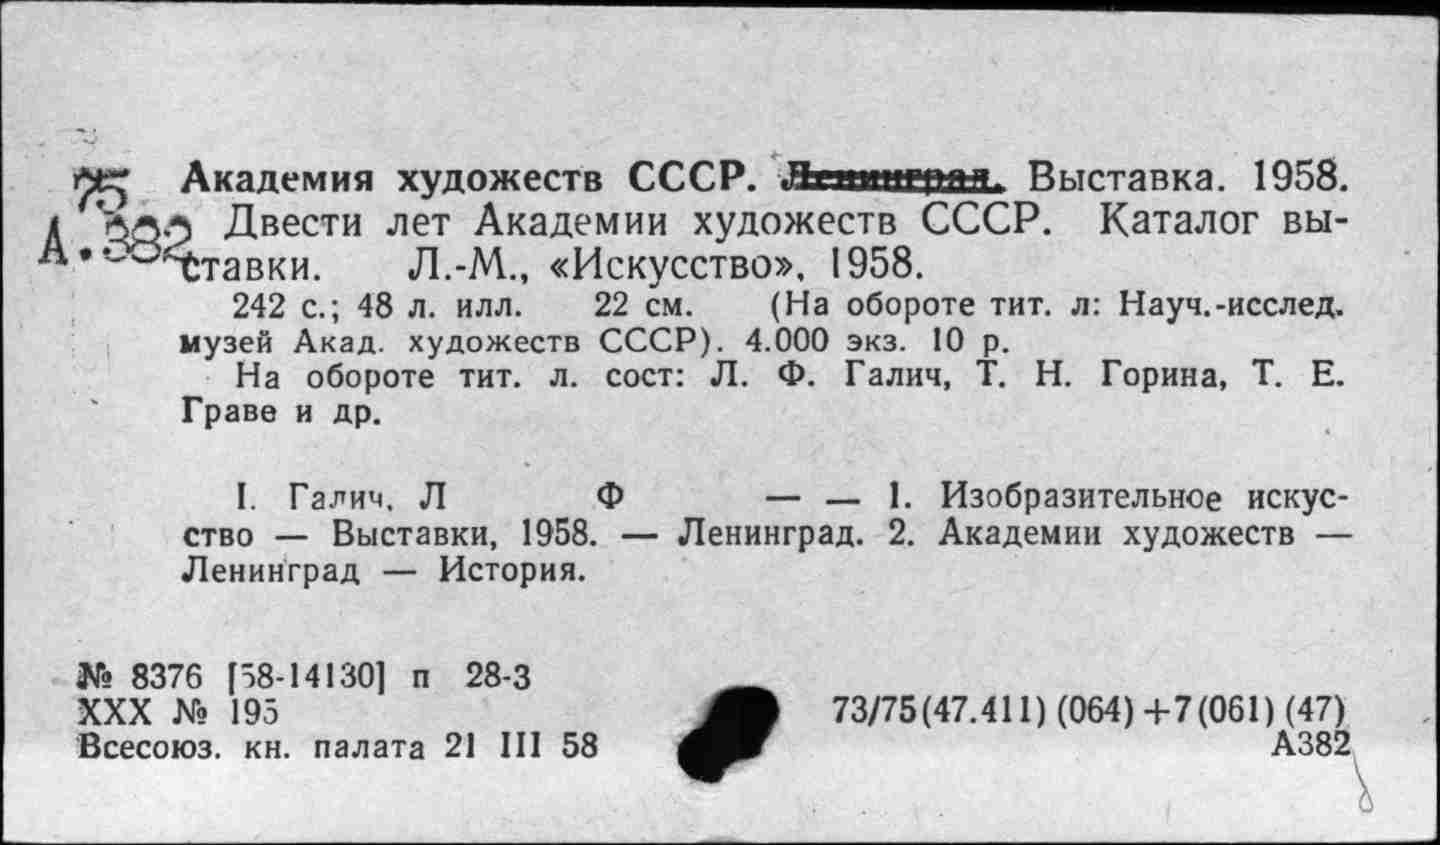 75 Академия художеств СССР. Ленинград. Выставка. 1958.
А.382 Двести лет Академии художеств СССР. Каталог вы-
ставки. Л.-М., «Искусство», 1958.
242 с.; 48 л. илл. 22 см. (На обороте тит. л: Науч.-исслед.
музей Акад. художеств СССР). 4.000 экз. 10 р.
На обороте тит. л. сост: Л. Ф. Галич, Т. Н. Горина, Т. Е.
Граве и др.
I. Галич, Л Ф — — 1. Изобразительное искус-
ство — Выставки, 1958. — Ленинград. 2. Академии художеств —
Ленинград — История.
№ 8376 [58-14130] п 28-3
XXX № 195
Всесоюз. кн. палата 21 III 58
73/75(47.411) (064)+7(061) (47)
А382